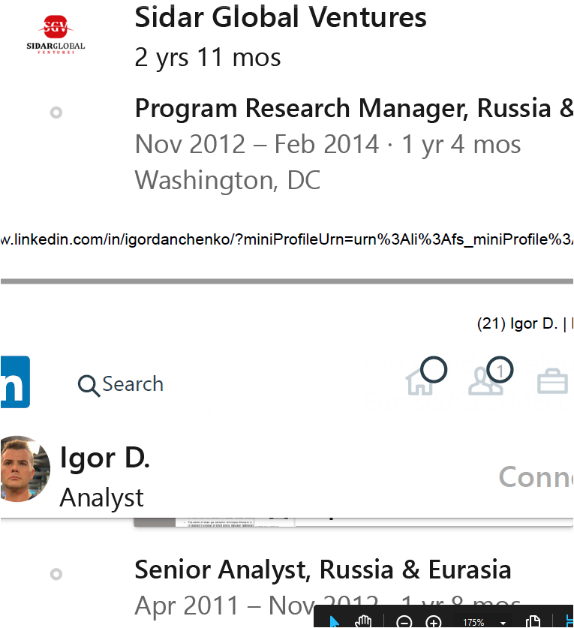 Sidar Global Ventures
SGV
SIDARGLOBAL
VENTURES
2 yrs 11 mos
Program Research Manager, Russia &
Nov 2012 – Feb 2014 · 1 yr 4 mos
Washington, DC
w.linkedin.com/in/igordanchenko/?miniProfileUrn=urn%3Ali%3Afs_miniProfile%3
(21) Igor D. |
n
Search
1
Igor D.
Analyst
Conn
Senior Analyst, Russia & Eurasia
Apr 2011 – Nov 2012 · 1 yr 8 mos
175%